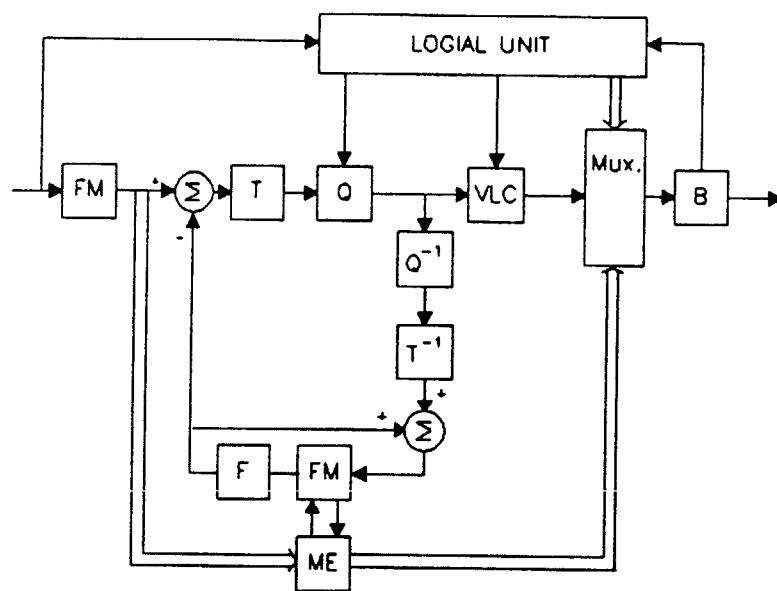 LOGIAL UNIT
FM
+
Σ
-
T
Q
VLC
Mux.
B
Q⁻¹
T⁻¹
+
+
Σ
F
FM
ME